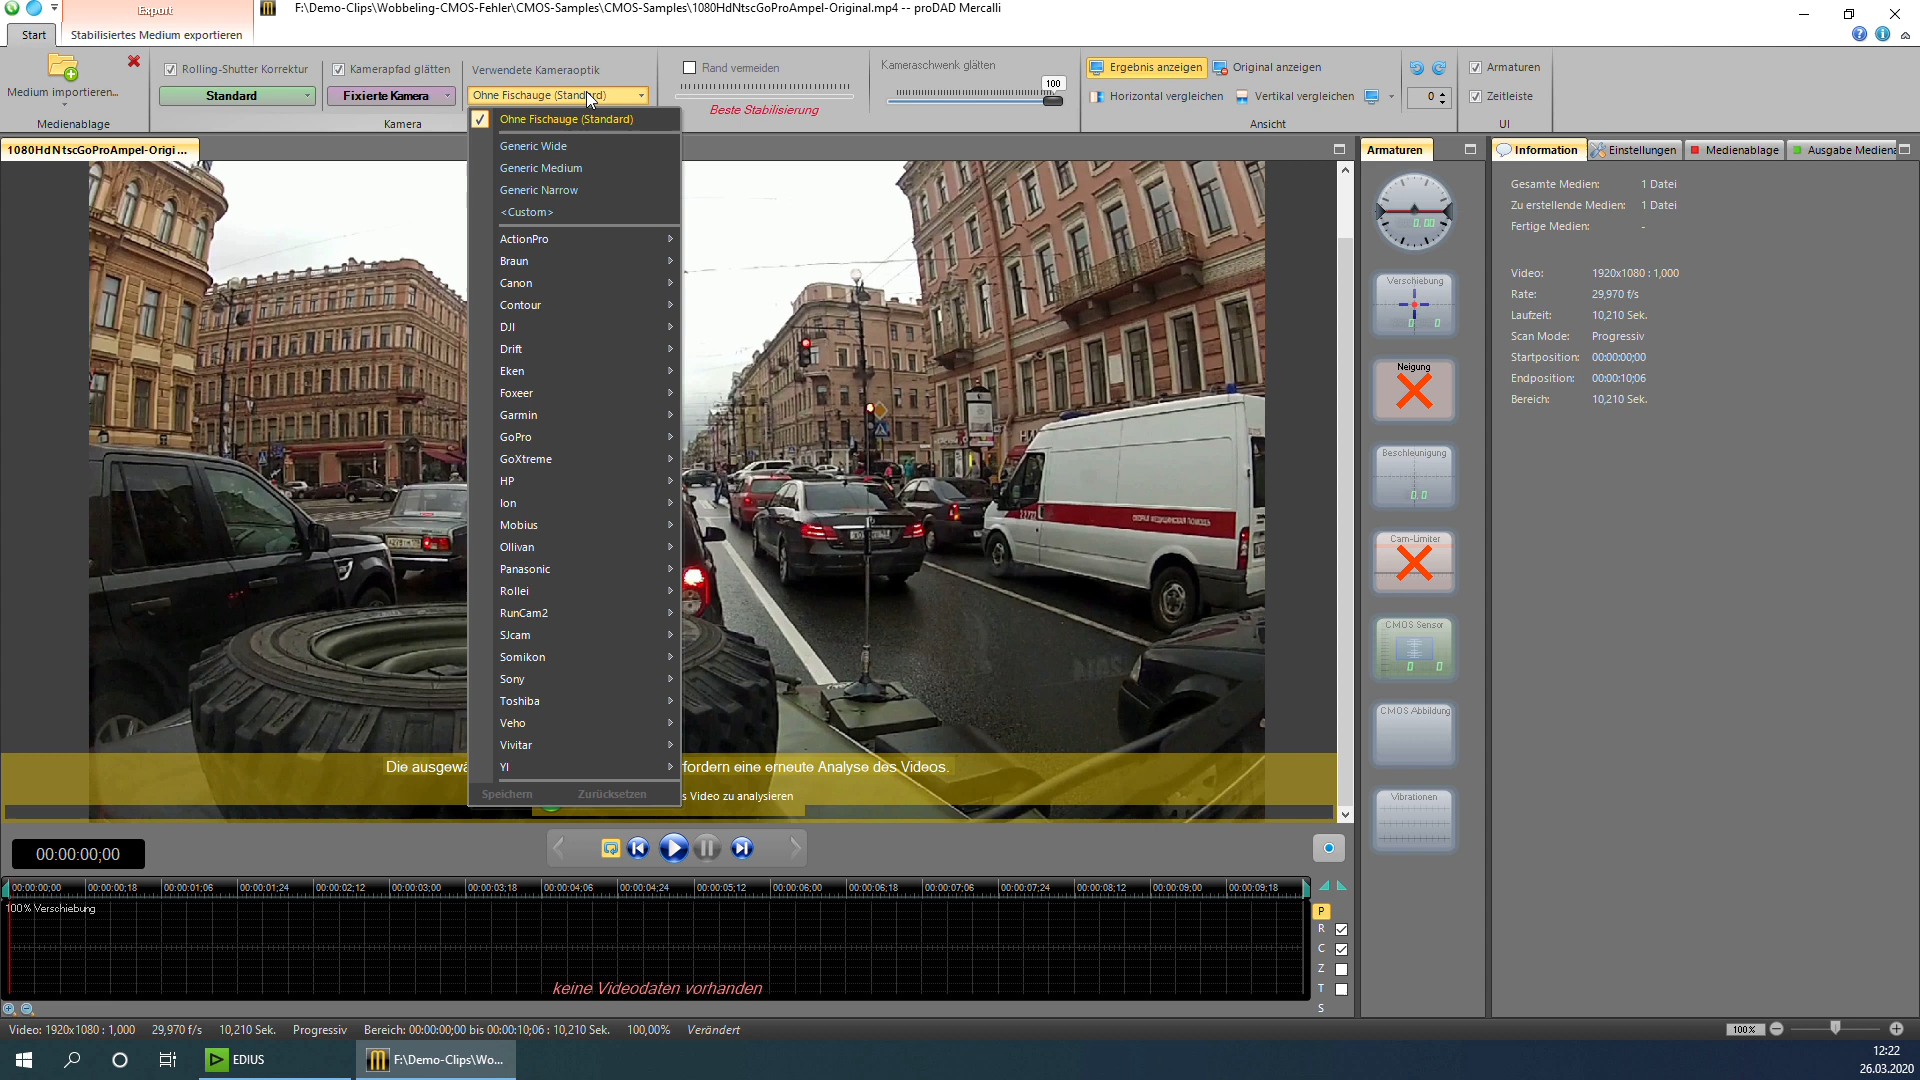 Export
F:\Demo-Clips\Wobbeling-CMOS-Fehler\CMOS-Samples\CMOS-Samples\1080HdNtscGoProAmpel-Original.mp4 -- proDAD Mercalli
Start
Stabilisiertes Medium exportieren
Medium importieren...
Medienablage
Rolling-Shutter Korrektur
Standard
Kamerapfad glätten
Fixierte Kamera
Verwendete Kameraoptik
Ohne Fischauge (Standard)
Kamera
Rand vermeiden
Beste Stabilisierung
Kameraschwenk glätten
100
Ergebnis anzeigen
Original anzeigen
Horizontal vergleichen
Vertikal vergleichen
0
Ansicht
Armaturen
Zeitleiste
UI
1080HdNtscGoProAmpel-Origi ...
Ohne Fischauge (Standard)
Generic Wide
Generic Medium
Generic Narrow
<Custom>
ActionPro
Braun
Canon
Contour
DJI
Drift
Eken
Foxeer
Garmin
GoPro
GoXtreme
HP
Ion
Mobius
Ollivan
Panasonic
Rollei
RunCam2
SJcam
Somikon
Sony
Toshiba
Veho
Vivitar
YI
Speichern
Zurücksetzen
Die ausgewä
fordern eine erneute Analyse des Videos.
s Video zu analysieren
Armaturen
0.00
Verschiebung
0 0
Neigung
Beschleunigung
0.0
Cam-Limiter
CMOS Sensor
0 0
CMOS Abbildung
Vibrationen
Information
Einstellungen
Medienablage
Ausgabe Mediena
Gesamte Medien: 1 Datei
Zu erstellende Medien: 1 Datei
Fertige Medien: -
Video: 1920x1080 : 1,000
Rate: 29,970 f/s
Laufzeit: 10,210 Sek.
Scan Mode: Progressiv
Startposition: 00:00:00;00
Endposition: 00:00:10;06
Bereich: 10,210 Sek.
00:00:00;00
00:00:00;00 00:00:00;18 00:00:01;06 00:00:01;24 00:00:02;12 00:00:03;00 00:00:03;18 00:00:04;06 00:00:04;24 00:00:05;12 00:00:06;00 00:00:06;18 00:00:07;06 00:00:07;24 00:00:08;12 00:00:09;00 00:00:09;18
100% Verschiebung
keine Videodaten vorhanden
P
R
C
Z
T
S
Video: 1920x1080 : 1,000 29,970 f/s 10,210 Sek. Progressiv Bereich: 00:00:00;00 bis 00:00:10;06 : 10,210 Sek. 100,00% Verändert
100%
EDIUS
F:\Demo-Clips\Wo...
12:22
26.03.2020